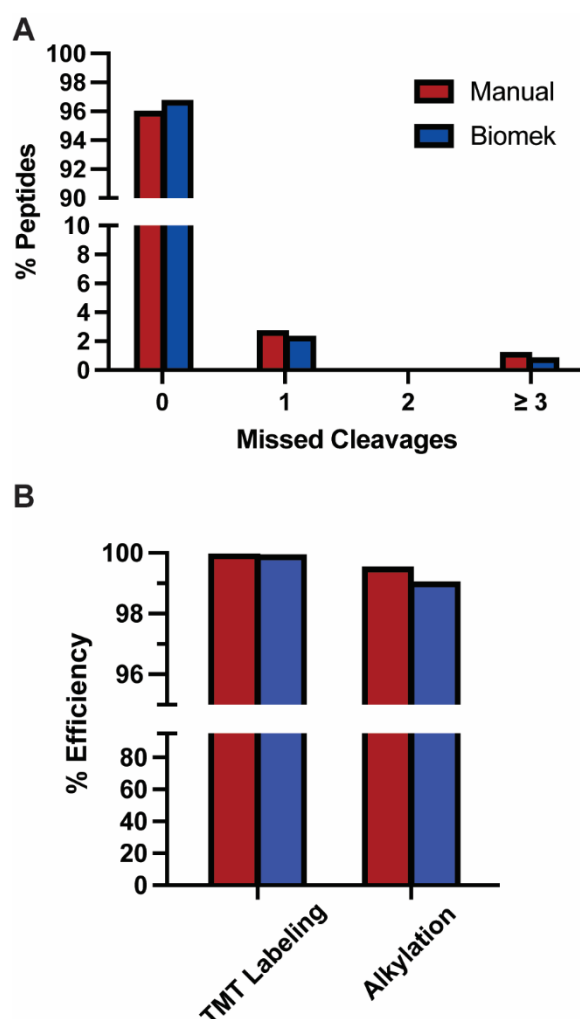 A
100
98
96
94
92
90
10
8
6
4
2
0
% Peptides
Manual
Biomek
0 1 2 ≥ 3
Missed Cleavages
B
100
98
96
80
60
40
20
0
% Efficiency
TMT Labeling
Alkylation